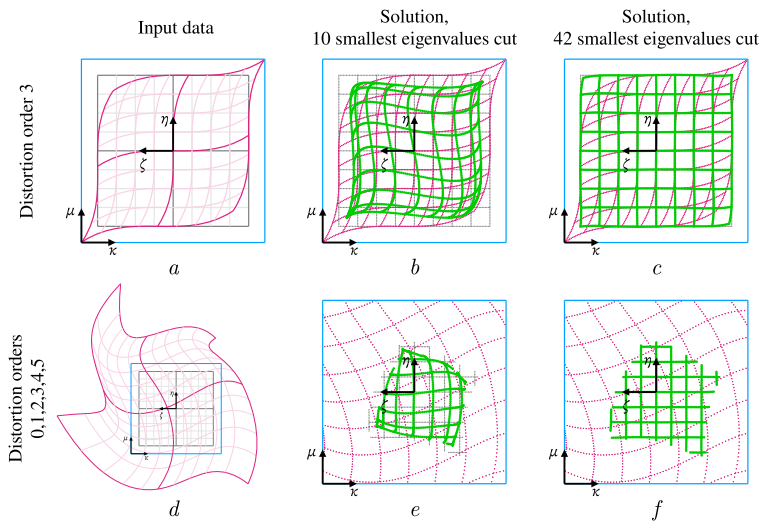 Input data
Solution,
10 smallest eigenvalues cut
Solution,
42 smallest eigenvalues cut
Distortion order 3
η
ζ
μ
κ
a
η
ζ
μ
κ
b
η
ζ
μ
κ
c
Distortion orders
0,1,2,3,4,5
η
ζ
μ
κ
d
η
ζ
μ
κ
e
η
ζ
μ
κ
f